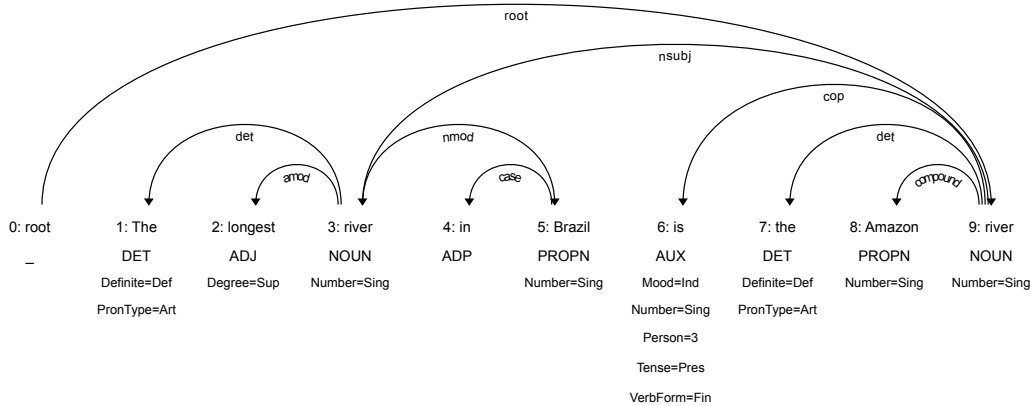 root
nsubj
cop
det nmod det
amod case compound
0: root 1: The 2: longest 3: river 4: in 5: Brazil 6: is 7: the 8: Amazon 9: river
_ DET ADJ NOUN ADP PROPN AUX DET PROPN NOUN
Definite=Def Degree=Sup Number=Sing Number=Sing Mood=Ind Definite=Def Number=Sing Number=Sing
PronType=Art Number=Sing PronType=Art
Person=3
Tense=Pres
VerbForm=Fin